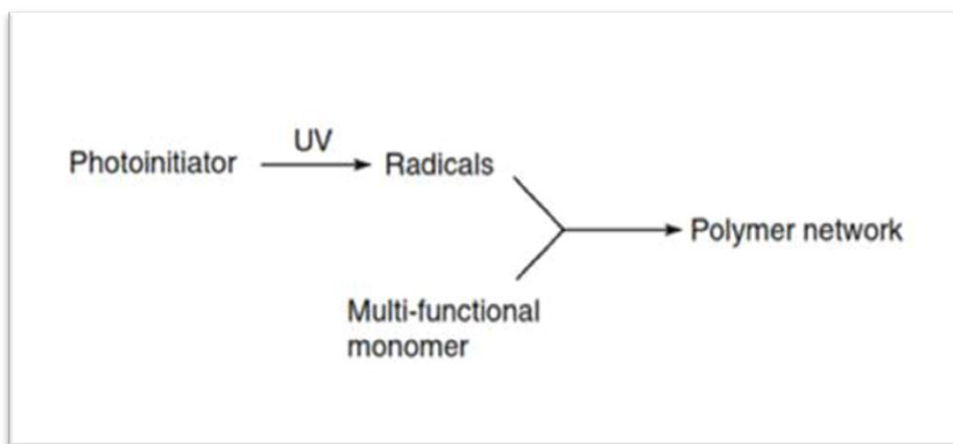 UV
Photoinitiator
Radicals
Polymer network
Multi-functional
monomer